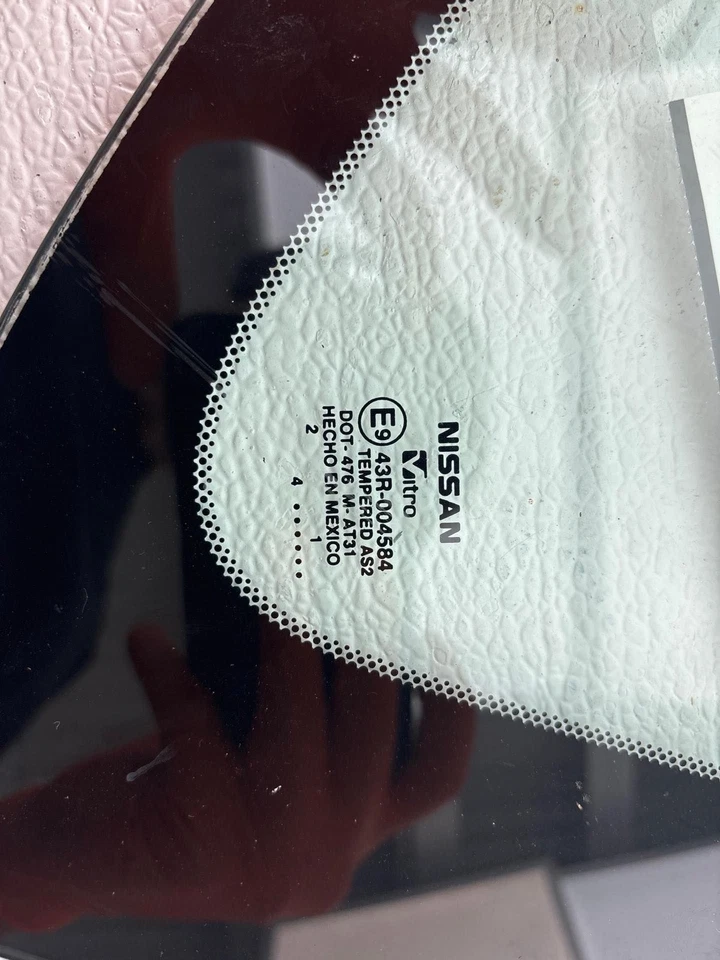 NISSAN
Vitro
E9 43R-004584
TEMPERED AS2
DOT- 476 M- AT31
HECHO EN MEXICO
2 1
4 ••••••